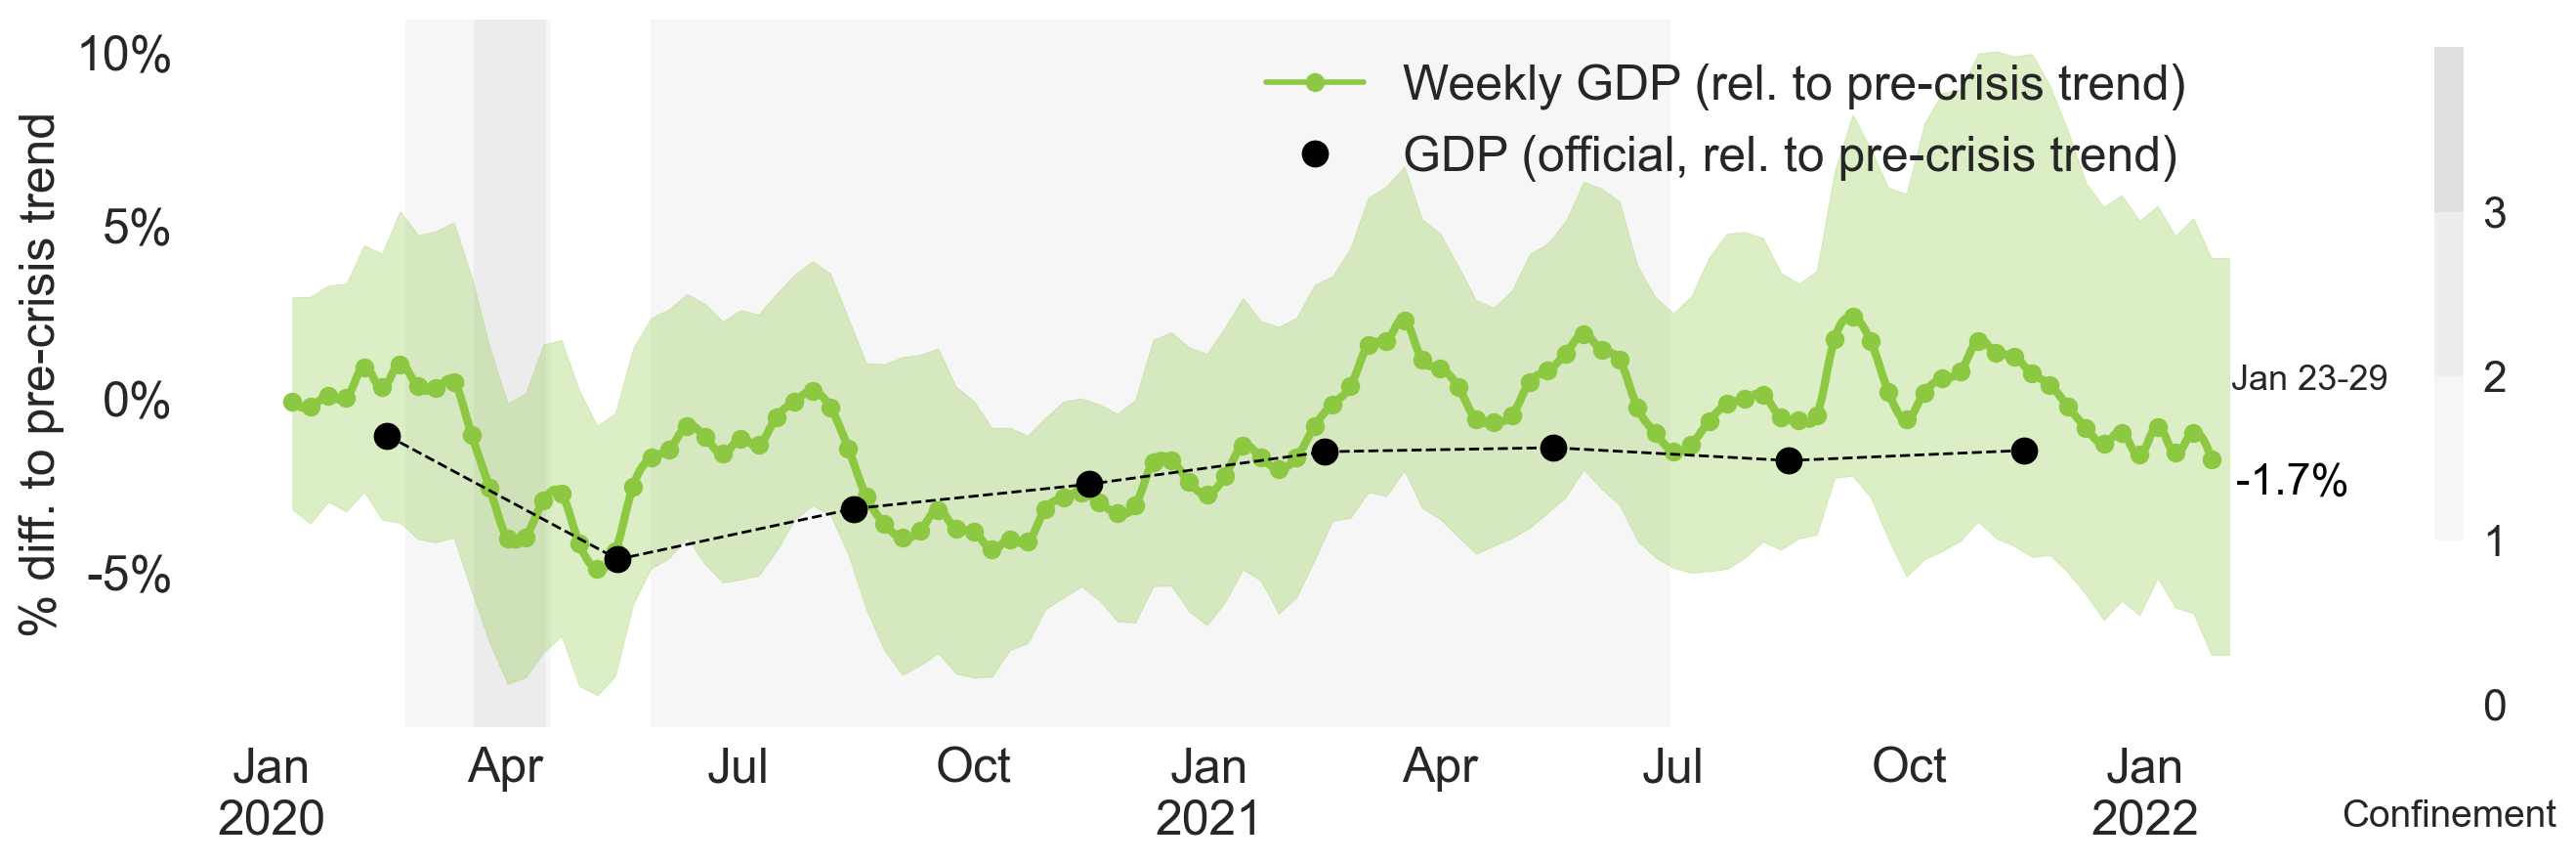 % diff. to pre-crisis trend
10%
5%
0%
-5%
Weekly GDP (rel. to pre-crisis trend)
GDP (official, rel. to pre-crisis trend)
Jan 23-29
-1.7%
3
2
1
0
Jan Apr Jul Oct Jan Apr Jul Oct Jan
2020 2021 2022
Confinement